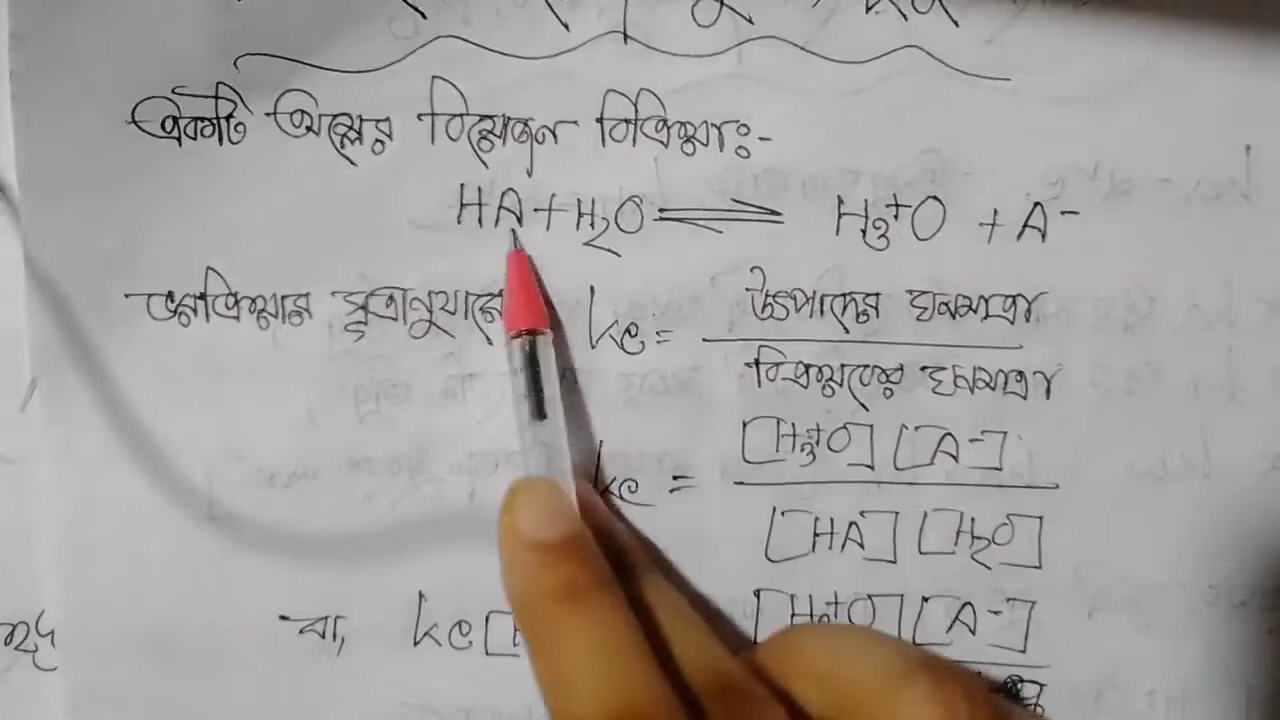 একটি অম্লের বিয়োজন বিক্রিয়াঃ-
HA + H₂O ⇌ H₃⁺O + A⁻
ভরক্রিয়ার সূত্রানুযারে kc = উৎপাদের ঘনমাত্রা
বিক্রিয়কের ঘনমাত্রা
kc = [H₃⁺O] [A⁻]
[HA] [H₂O]
বা, kc [ [H₃⁺O] [A⁻]